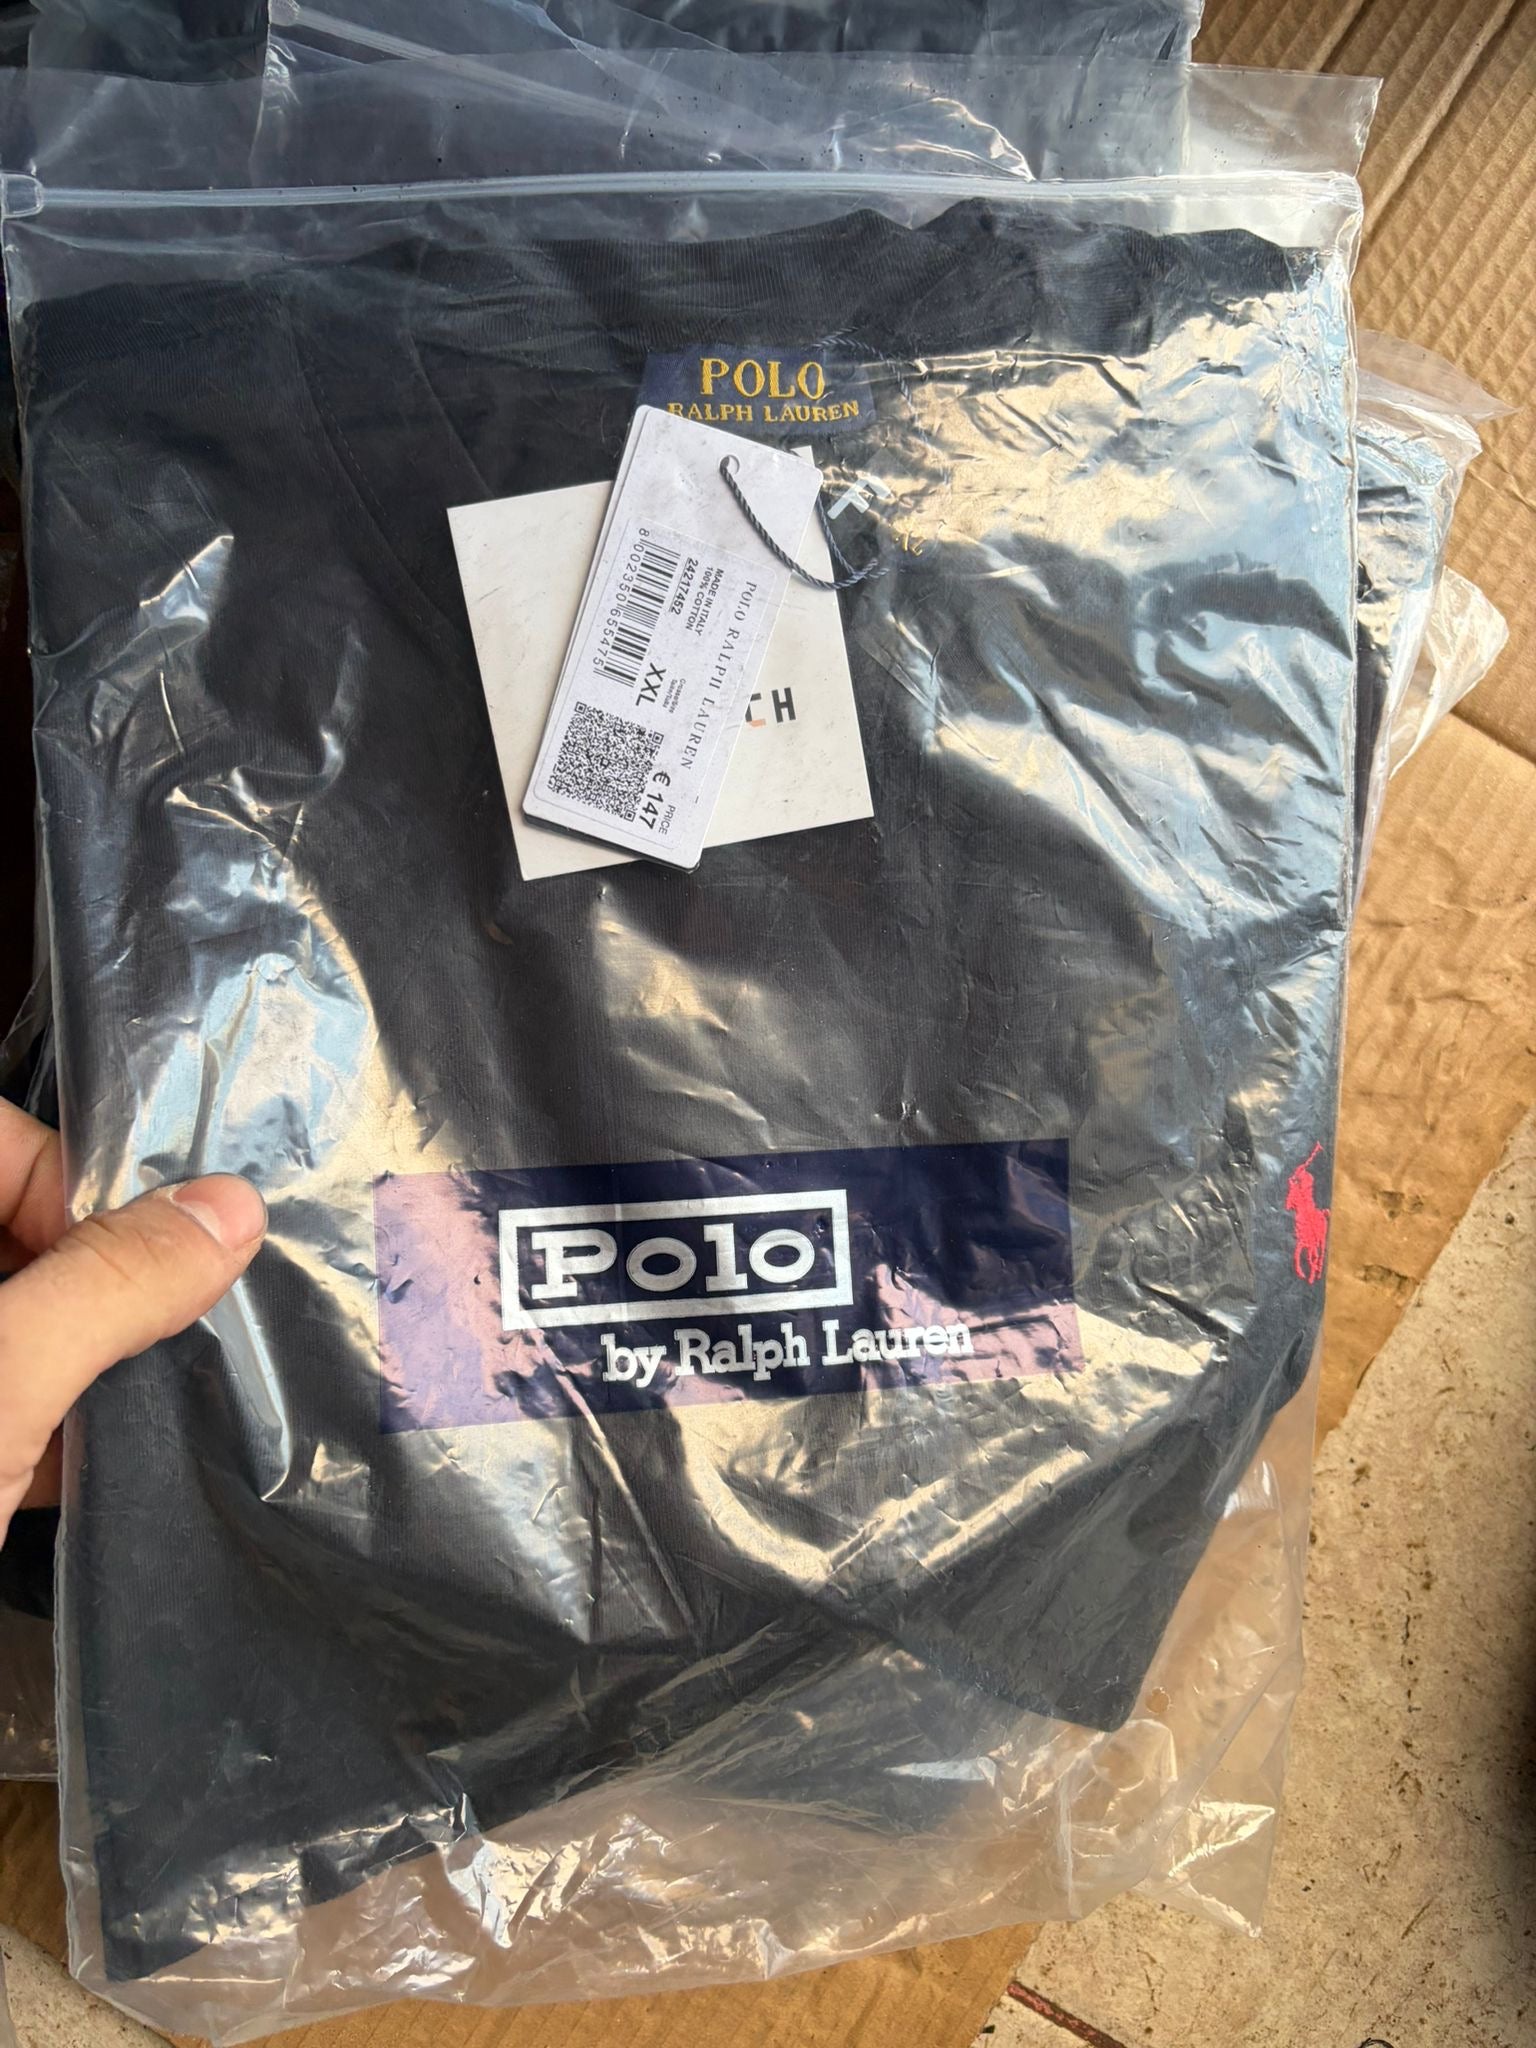 POLO
RALPH LAUREN
POLO RALPH LAUREN
MADE IN ITALY
100% COTTON
24217452
8002350655475
XXL
PRICE
€ 147
CH
Polo
by Ralph Lauren